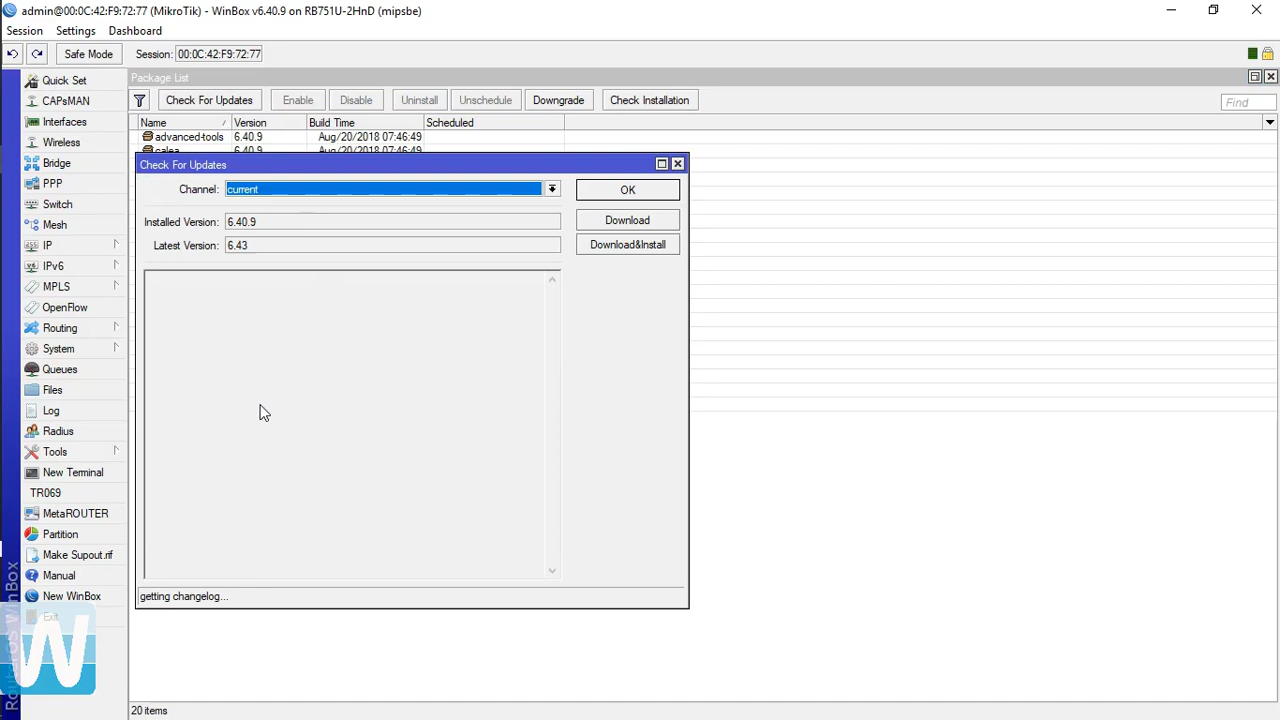 admin@00:0C:42:F9:72:77 (MikroTik) - WinBox v6.40.9 on RB751U-2HnD (mipsbe)
Session Settings Dashboard
Safe Mode Session: 00:0C:42:F9:72:77
Quick Set
CAPsMAN
Interfaces
Wireless
Bridge
PPP
Switch
Mesh
IP
IPv6
MPLS
OpenFlow
Routing
System
Queues
Files
Log
Radius
Tools
New Terminal
TR069
MetaROUTER
Partition
Make Supout.rif
Manual
New WinBox
Exit
RouterOS WinBox
W
Package List
Check For Updates Enable Disable Uninstall Unschedule Downgrade Check Installation Find
Name Version Build Time Scheduled
advanced-tools 6.40.9 Aug/20/2018 07:46:49
calea 6.40.9 Aug/20/2018 07:46:49
Check For Updates
Channel: current OK
Installed Version: 6.40.9 Download
Latest Version: 6.43 Download&Install
getting changelog...
20 items